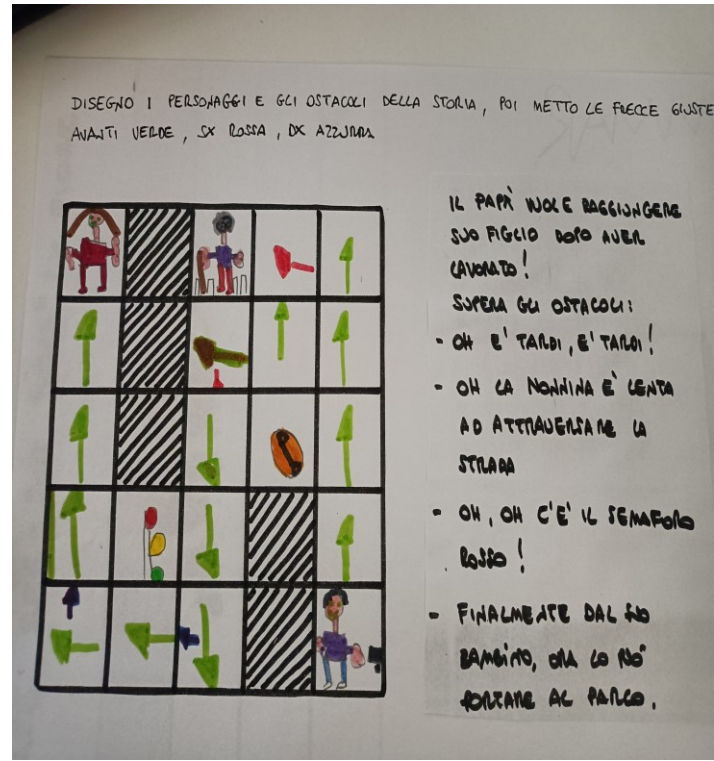 DISEGNO I PERSONAGGI E GLI OSTACOLI DELLA STORIA, POI METTO LE FRECCE GIUSTE
AVANTI VERDE, SX ROSSA, DX AZZURRA
IL PAPÀ VUOLE RAGGIUNGERE
SUO FIGLIO DOPO AVER
LAVORATO!
SUPERA GLI OSTACOLI:
- OH E' TARDI, E' TARDI!
- OH LA NONNINA E' LENTA
AD ATTRAVERSARE LA
STRADA
- OH, OH C'E' IL SEMAFORO
ROSSO!
- FINALMENTE DAL SUO
BAMBINO, ORA LO PUO'
PORTARE AL PARCO.